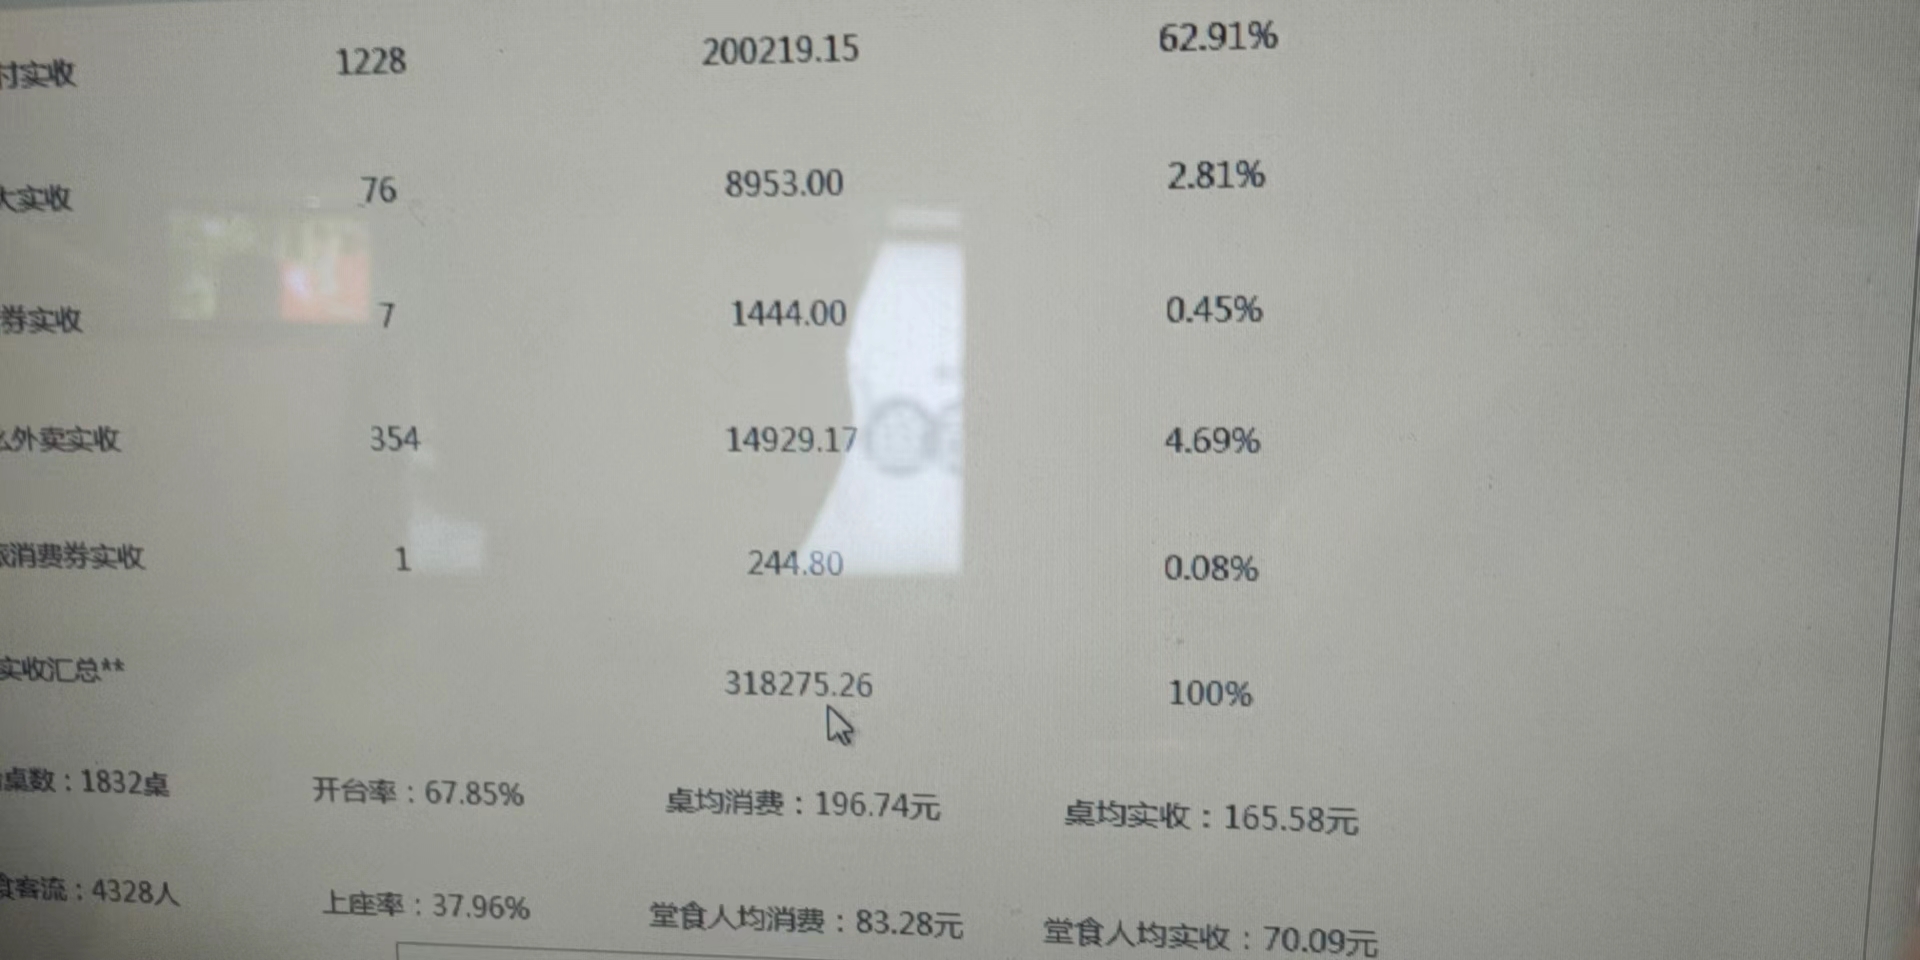 付实收 1228 200219.15 62.91%
大实收 76 8953.00 2.81%
券实收 7 1444.00 0.45%
么外卖实收 354 14929.17 4.69%
消费券实收 1 244.80 0.08%
实收汇总** 318275.26 100%
桌数：1832桌 开台率：67.85% 桌均消费：196.74元 桌均实收：165.58元
食客流：4328人 上座率：37.96% 堂食人均消费：83.28元 堂食人均实收：70.09元